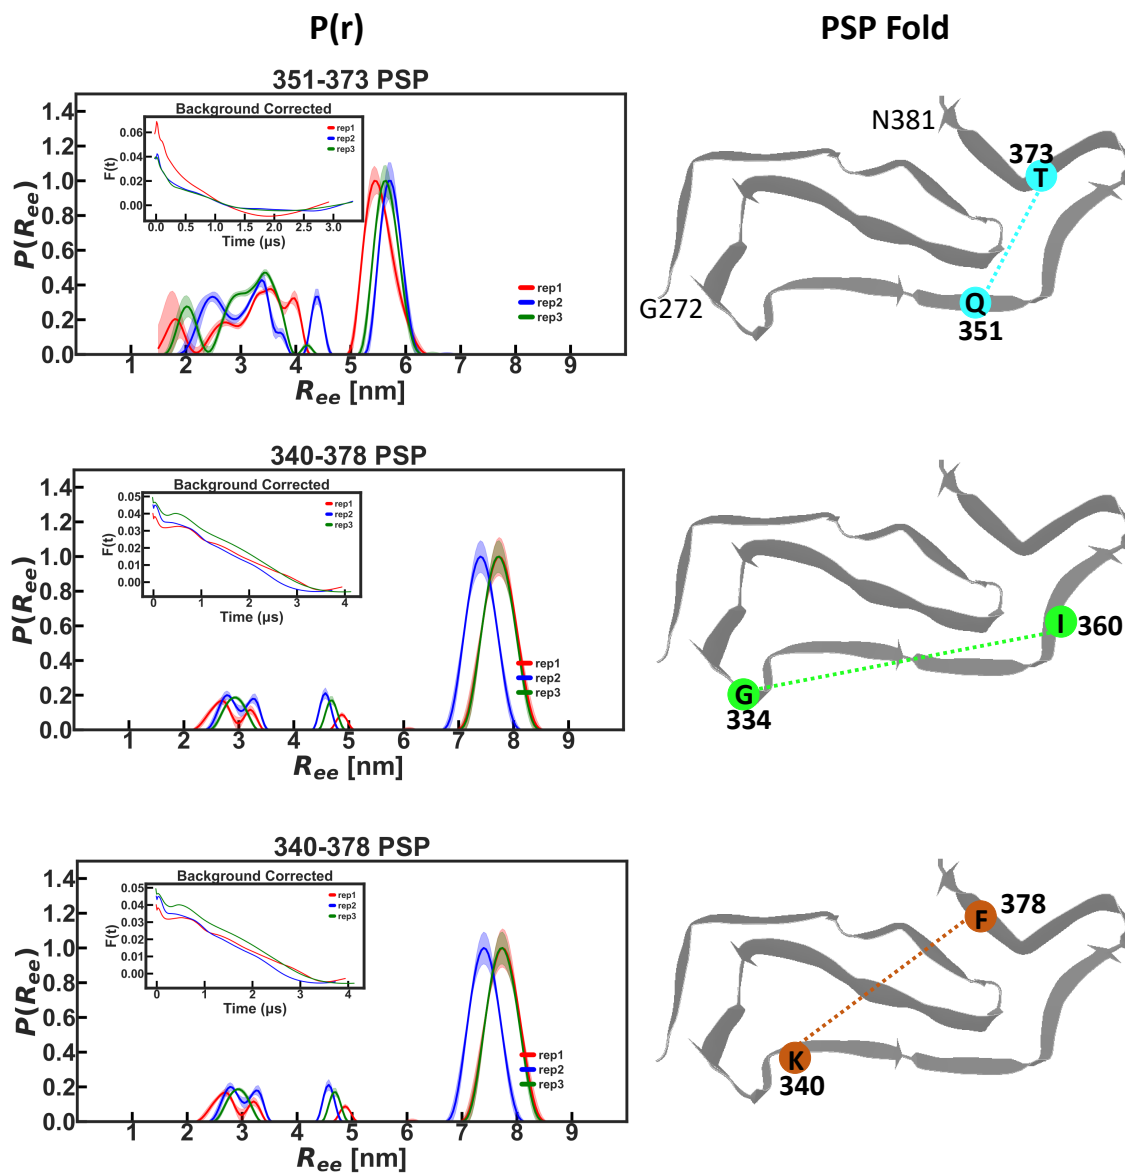 P(r)
PSP Fold
351-373 PSP
Background Corrected
rep1
rep2
rep3
0.06
0.04
0.02
0.00
F(t)
0.0 0.5 1.0 1.5 2.0 2.5 3.0
Time (μs)
1.4
1.2
1.0
0.8
0.6
0.4
0.2
0.0
P(Ree)
rep1
rep2
rep3
1 2 3 4 5 6 7 8 9
Ree [nm]
N381
373
T
G272
Q
351
340-378 PSP
Background Corrected
rep1
rep2
rep3
0.05
0.04
0.03
0.02
0.01
0.00
F(t)
0 1 2 3 4
Time (μs)
1.4
1.2
1.0
0.8
0.6
0.4
0.2
0.0
P(Ree)
rep1
rep2
rep3
1 2 3 4 5 6 7 8 9
Ree [nm]
I
360
G
334
340-378 PSP
Background Corrected
rep1
rep2
rep3
0.05
0.04
0.03
0.02
0.01
0.00
F(t)
0 1 2 3 4
Time (μs)
1.4
1.2
1.0
0.8
0.6
0.4
0.2
0.0
P(Ree)
rep1
rep2
rep3
1 2 3 4 5 6 7 8 9
Ree [nm]
378
F
K
340